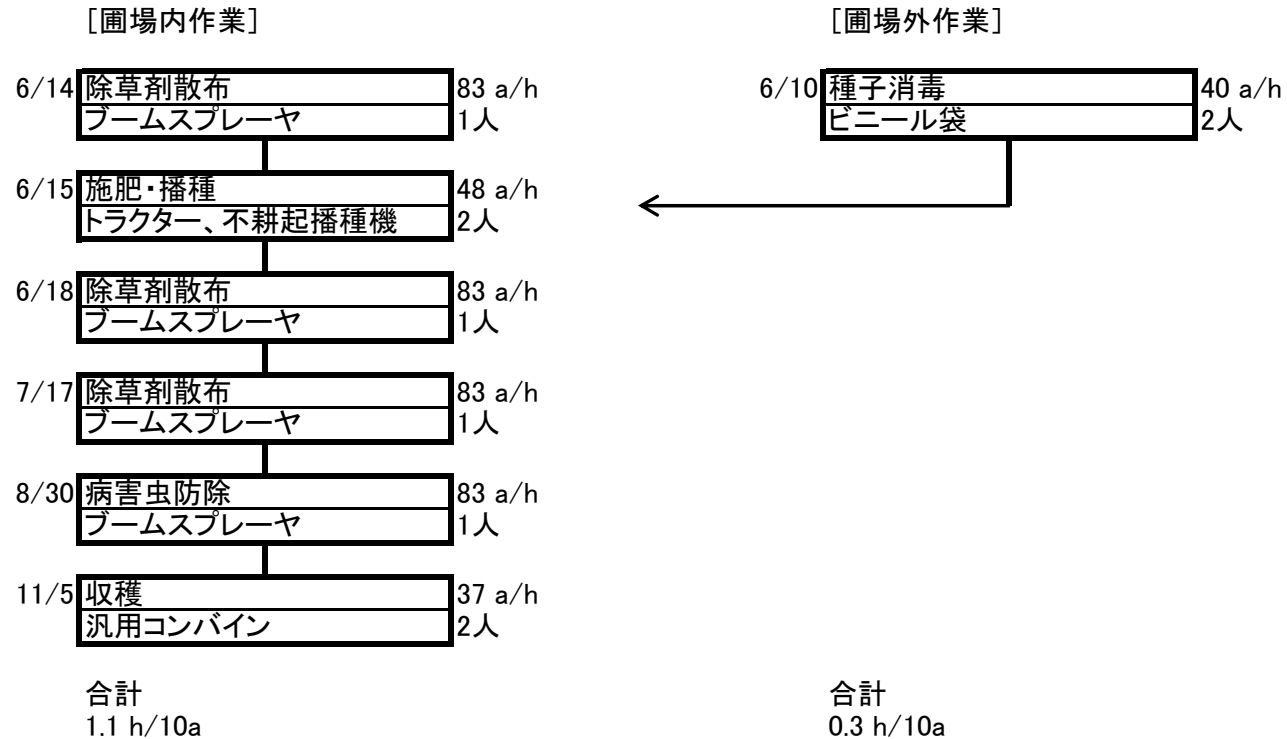 ［圃場内作業］
6/14 除草剤散布 83 a/h
ブームスプレーヤ 1人
6/15 施肥・播種 48 a/h
トラクター、不耕起播種機 2人
6/18 除草剤散布 83 a/h
ブームスプレーヤ 1人
7/17 除草剤散布 83 a/h
ブームスプレーヤ 1人
8/30 病害虫防除 83 a/h
ブームスプレーヤ 1人
11/5 収穫 37 a/h
汎用コンバイン 2人
合計
1.1 h/10a
［圃場外作業］
6/10 種子消毒 40 a/h
ビニール袋 2人
合計
0.3 h/10a